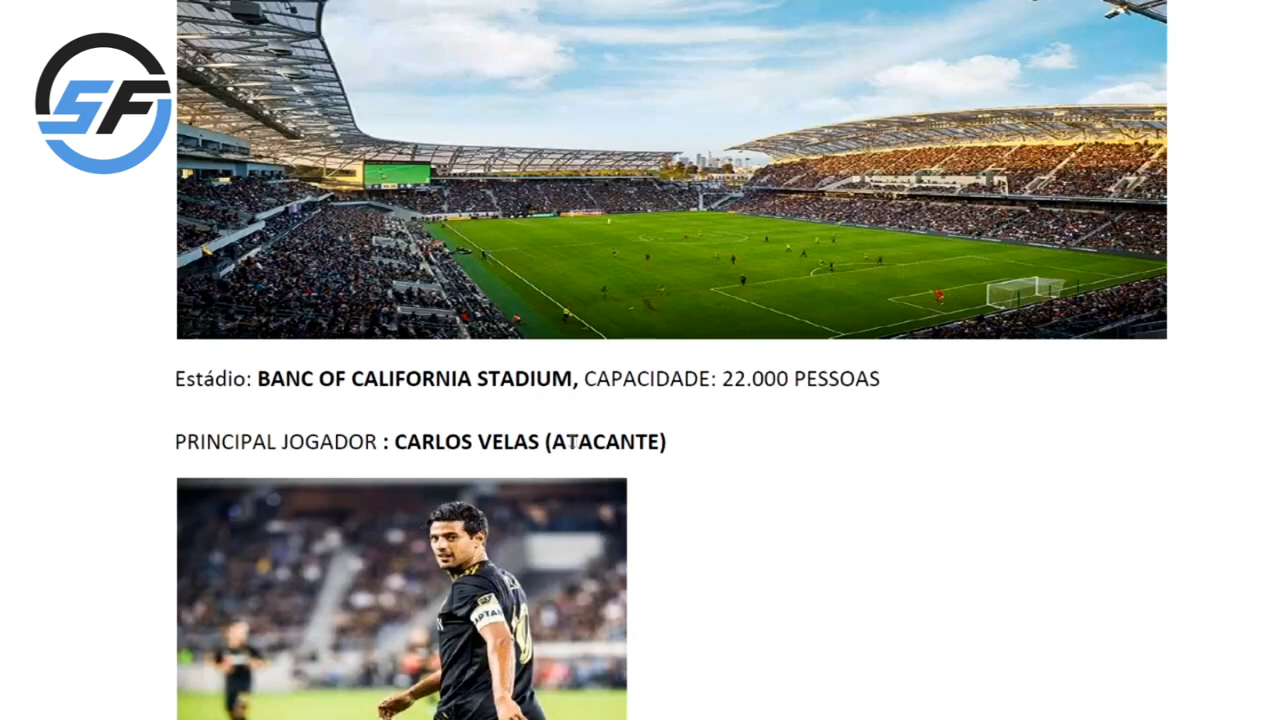 SF
Estádio: BANC OF CALIFORNIA STADIUM, CAPACIDADE: 22.000 PESSOAS
PRINCIPAL JOGADOR : CARLOS VELAS (ATACANTE)